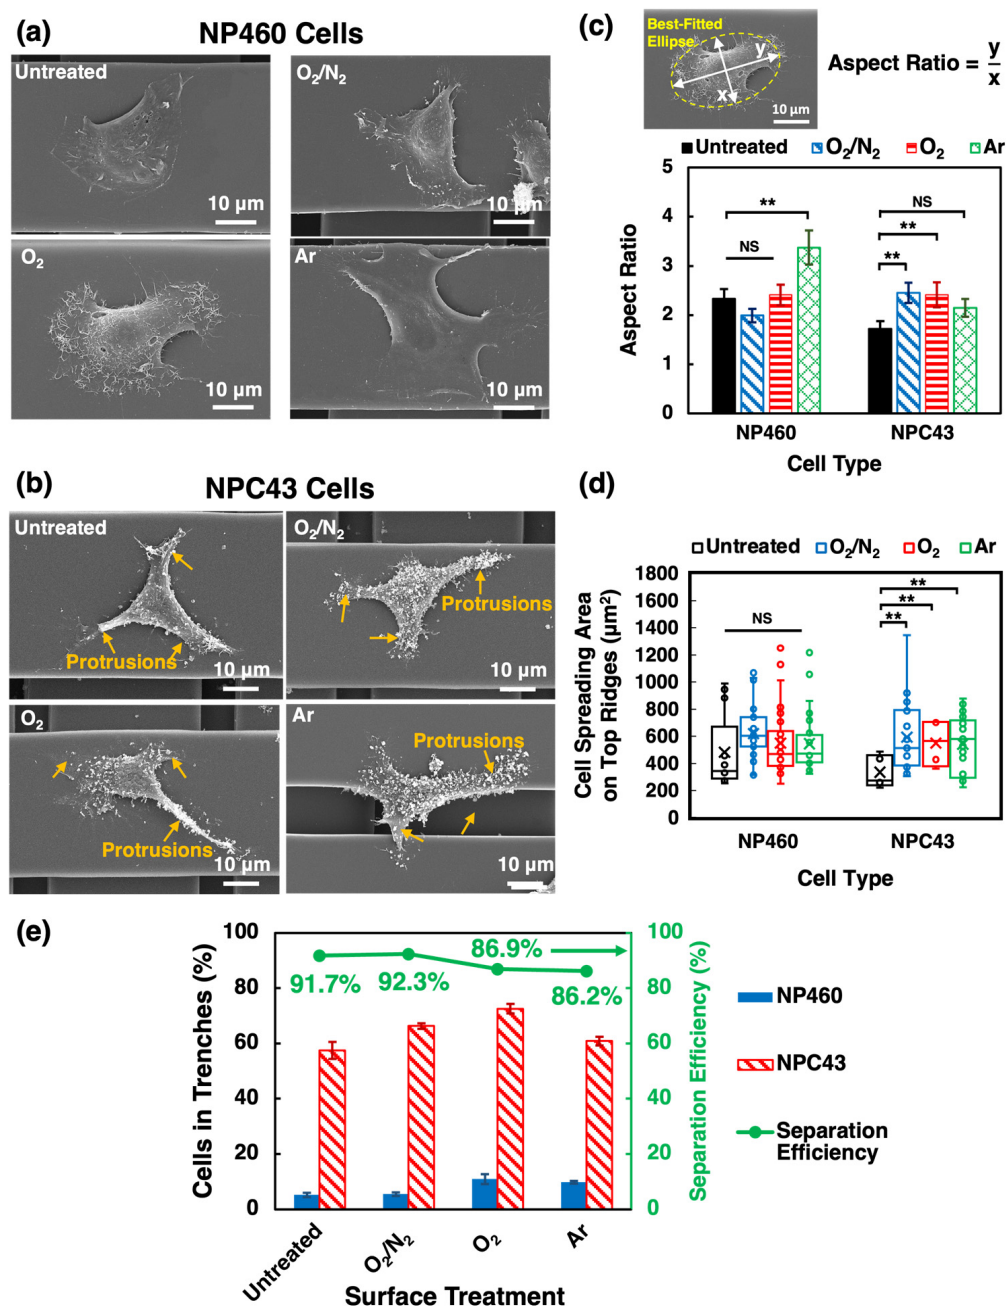 (a)
NP460 Cells
Untreated
10 µm
O₂/N₂
10 µm
O₂
10 µm
Ar
10 µm
(b)
NPC43 Cells
Untreated
Protrusions
10 µm
O₂/N₂
Protrusions
10 µm
O₂
Protrusions
10 µm
Ar
Protrusions
10 µm
(c)
Best-Fitted
Ellipse
y
x
10 µm
Aspect Ratio = y/x
Untreated O₂/N₂ O₂ Ar
Aspect Ratio
5
4
3
2
1
0
**
NS
NS
**
**
NP460 NPC43
Cell Type
(d)
Untreated O₂/N₂ O₂ Ar
Cell Spreading Area
on Top Ridges (µm²)
1800
1600
1400
1200
1000
800
600
400
200
0
NS
**
**
**
NP460 NPC43
Cell Type
(e)
Cells in Trenches (%)
100
80
60
40
20
0
91.7%
92.3%
86.9%
86.2%
100
80
60
40
20
0
Separation Efficiency (%)
Untreated
O₂/N₂
O₂
Ar
Surface Treatment
NP460
NPC43
Separation
Efficiency